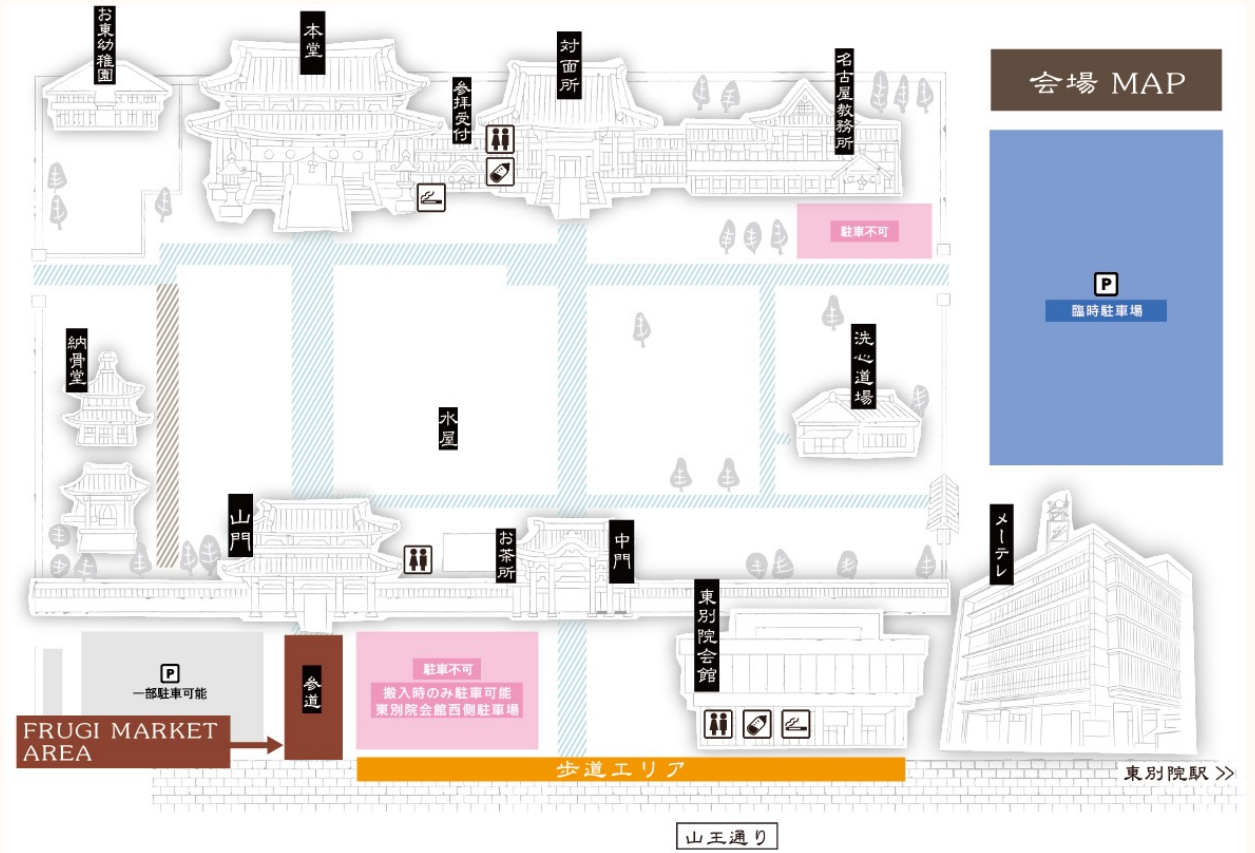 お東幼稚園
本堂
参拝受付
対面所
名古屋教務所
会場 MAP
駐車不可
P
臨時駐車場
納骨堂
水屋
洗心道場
山門
お茶所
中門
メーテレ
東別院会館
P
一部駐車可能
参道
駐車不可
搬入時のみ駐車可能
東別院会館西側駐車場
FRUGI MARKET
AREA
歩道エリア
東別院駅 >>
山王通り